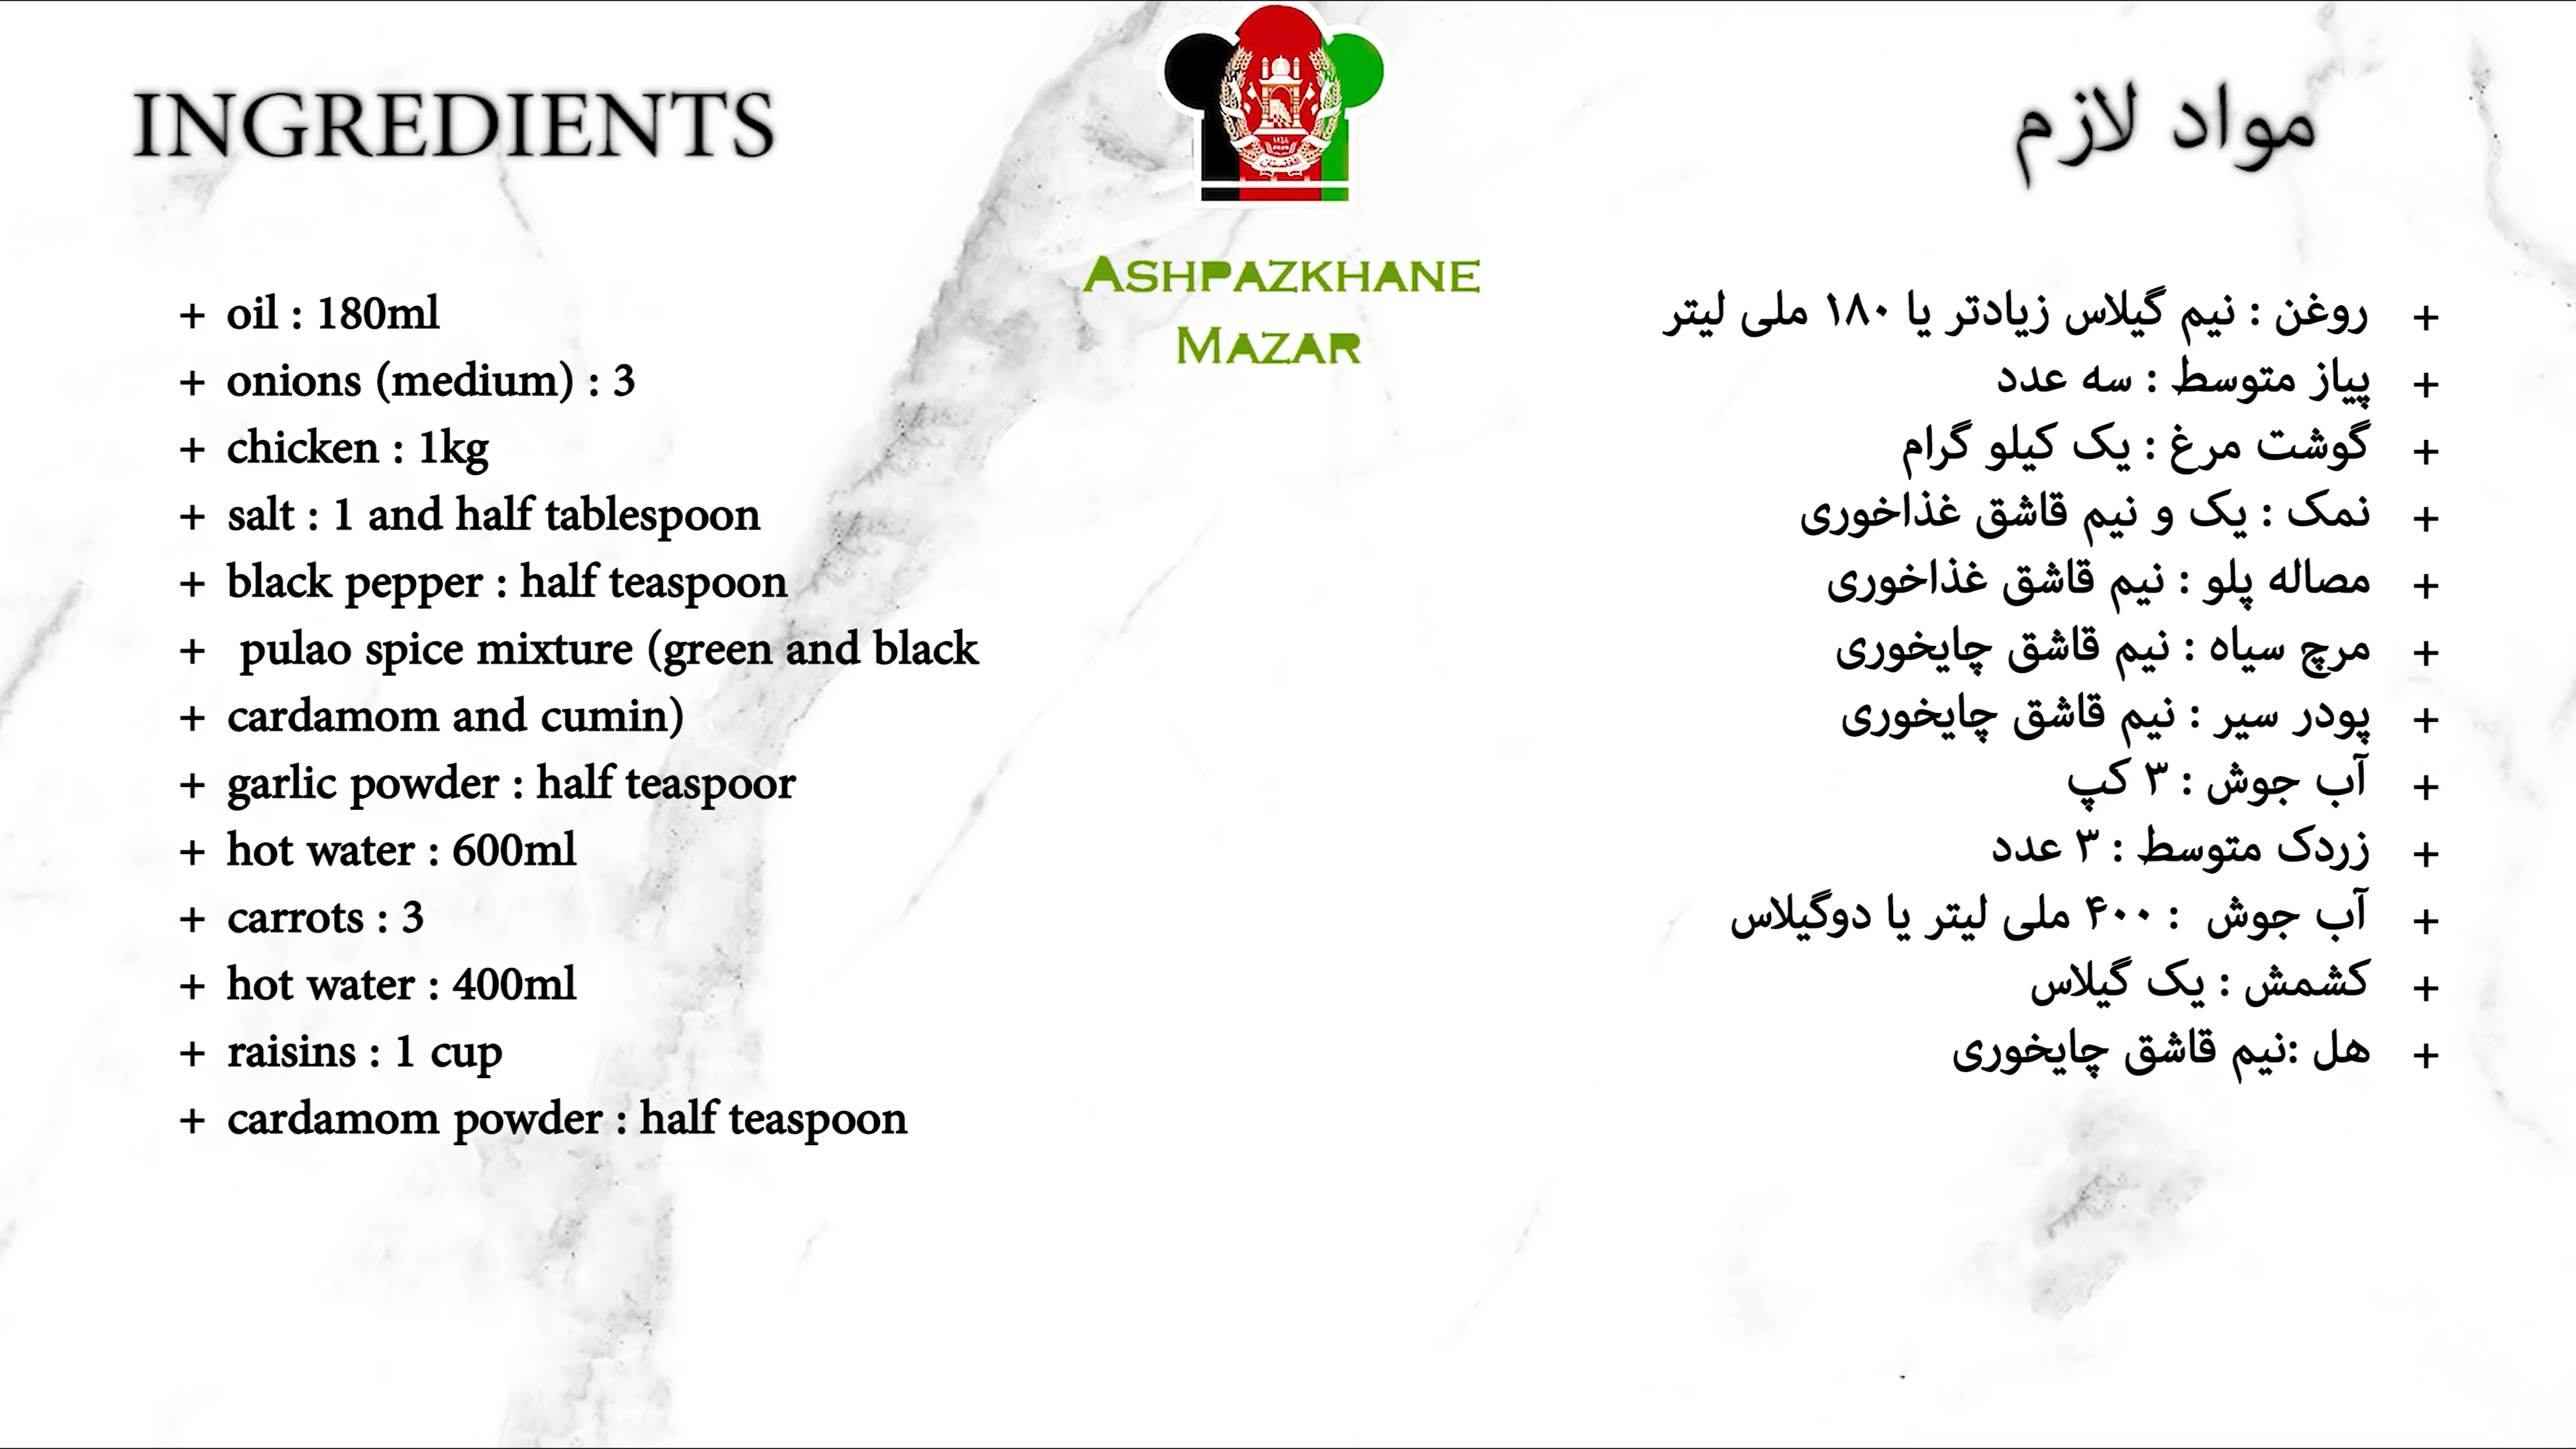 INGREDIENTS
+ oil : 180ml
+ onions (medium) : 3
+ chicken : 1kg
+ salt : 1 and half tablespoon
+ black pepper : half teaspoon
+ pulao spice mixture (green and black
+ cardamom and cumin)
+ garlic powder : half teaspoor
+ hot water : 600ml
+ carrots : 3
+ hot water : 400ml
+ raisins : 1 cup
+ cardamom powder : half teaspoon
ASHPAZKHANE
MAZAR
مواد لازم
+ روغن : نیم گیلاس زیادتر یا ۱۸۰ ملی لیتر
+ پیاز متوسط : سه عدد
+ گوشت مرغ : یک کیلو گرام
+ نمک : یک و نیم قاشق غذاخوری
+ مصاله پلو : نیم قاشق غذاخوری
+ مرچ سیاه : نیم قاشق چایخوری
+ پودر سیر : نیم قاشق چایخوری
+ آب جوش : ۳ کپ
+ زردک متوسط : ۳ عدد
+ آب جوش : ۴۰۰ ملی لیتر یا دوگیلاس
+ کشمش : یک گیلاس
+ هل :نیم قاشق چایخوری